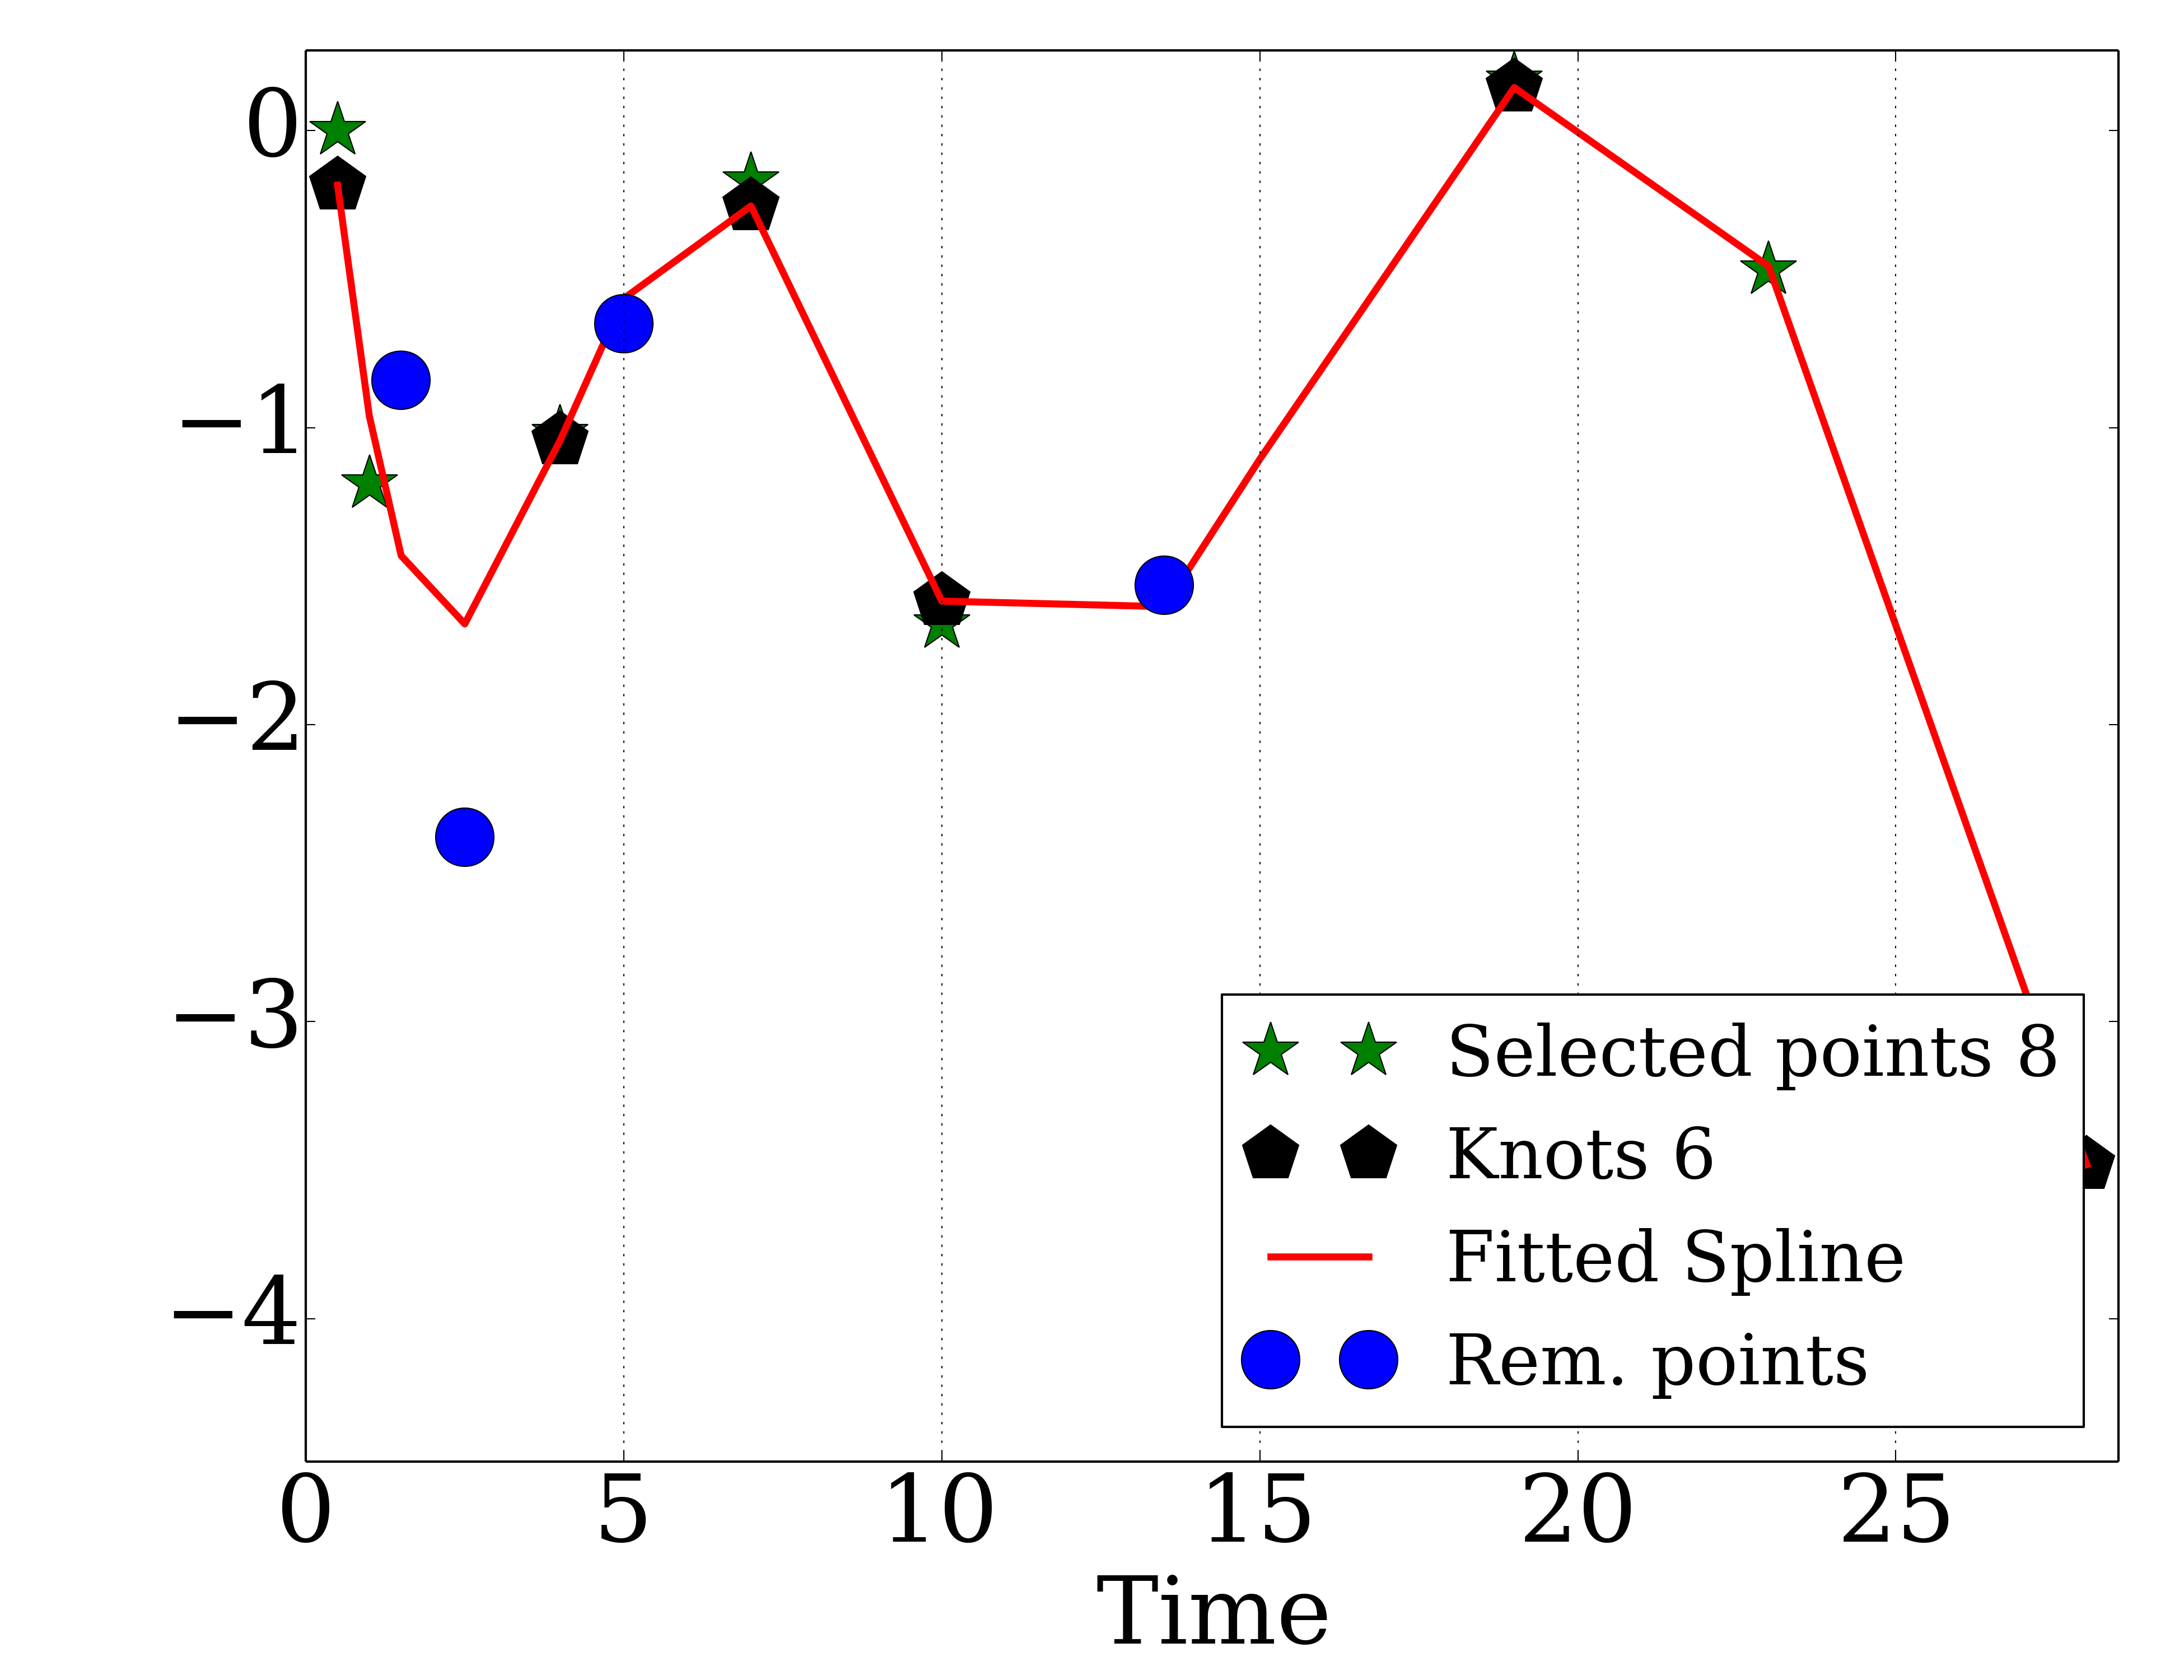 0
−1
−2
−3
−4
Selected points 8
Knots 6
Fitted Spline
Rem. points
0 5 10 15 20 25
Time